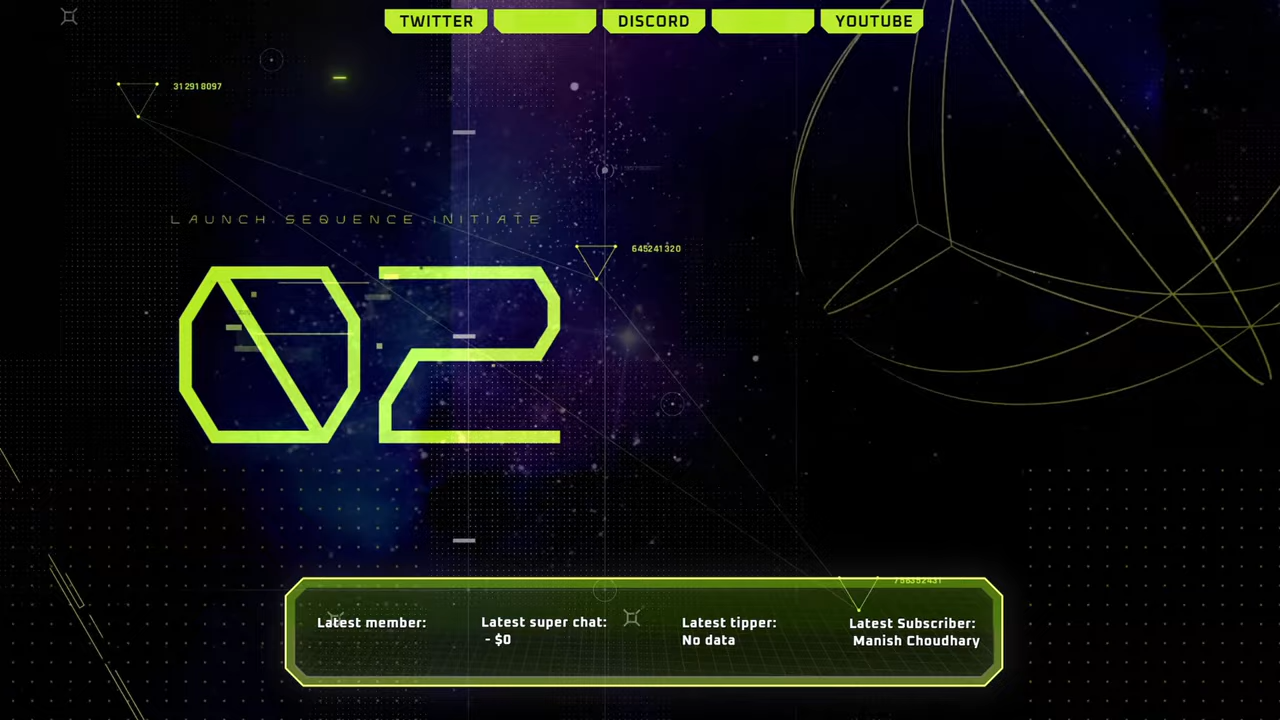 TWITTER
DISCORD
YOUTUBE
312918097
LAUNCH SEQUENCE INITIATE
645241320
02
756352431
Latest member:
Latest super chat:
- $0
Latest tipper:
No data
Latest Subscriber:
Manish Choudhary